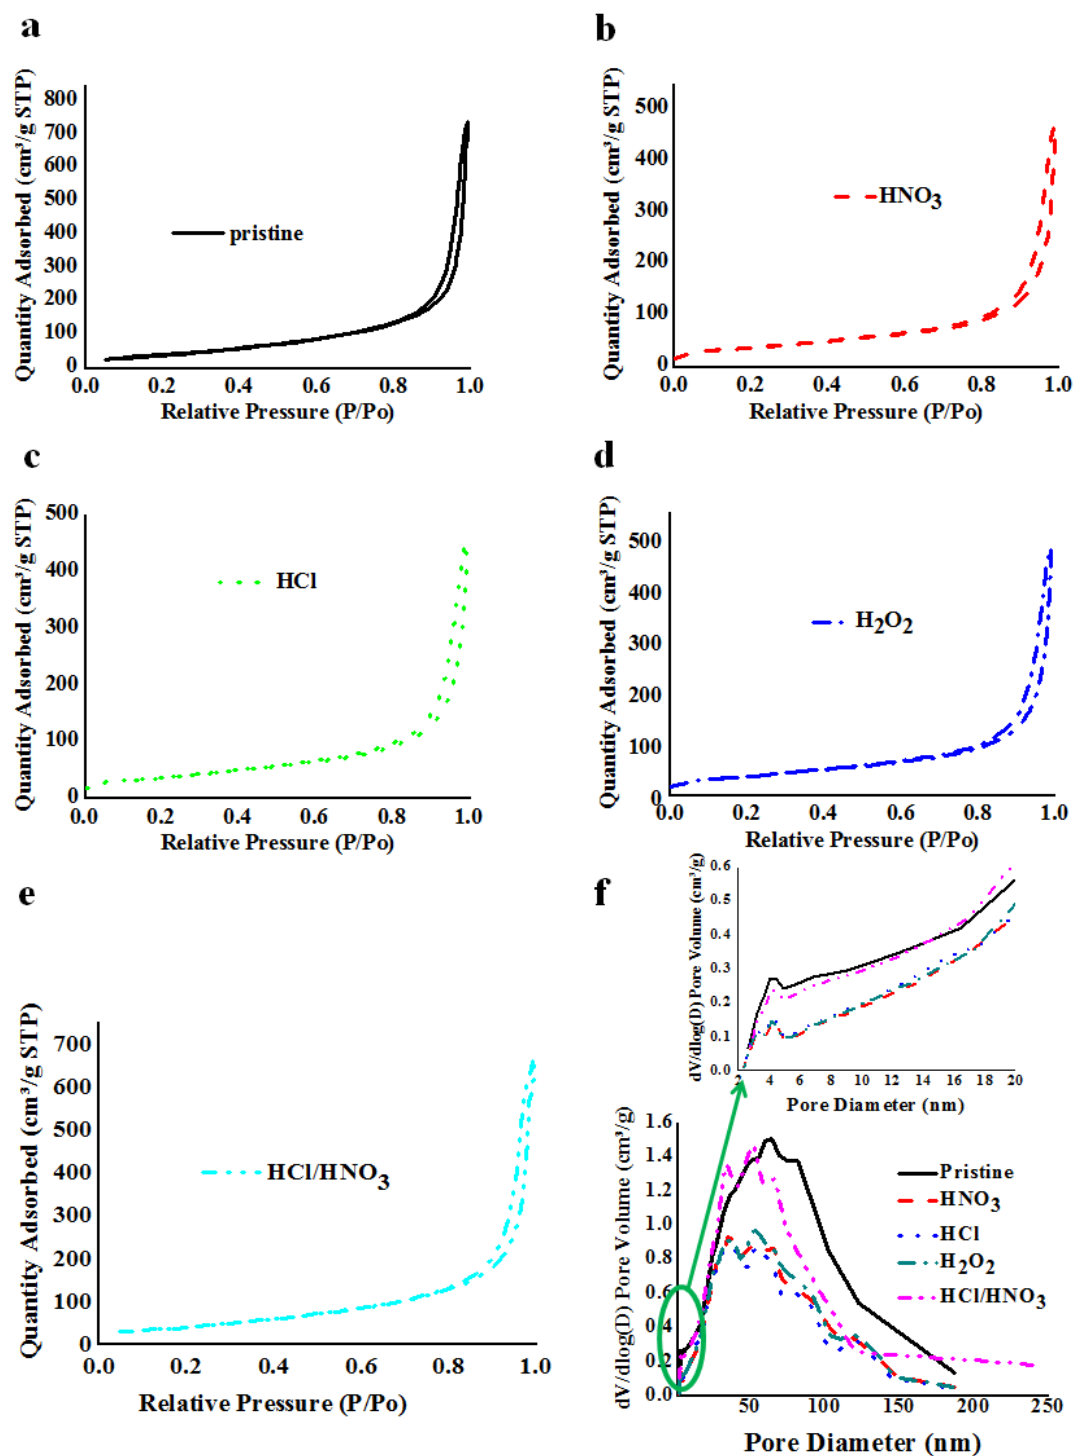 a
Quantity Adsorbed (cm³/g STP)
800
700
600
500
400
300
200
100
0
pristine
0.0 0.2 0.4 0.6 0.8 1.0
Relative Pressure (P/Po)
b
Quantity Adsorbed (cm³/g STP)
500
400
300
200
100
0
HNO₃
0.0 0.2 0.4 0.6 0.8 1.0
Relative Pressure (P/Po)
c
Quantity Adsorbed (cm³/g STP)
500
400
300
200
100
0
HCl
0.0 0.2 0.4 0.6 0.8 1.0
Relative Pressure (P/Po)
d
Quantity Adsorbed (cm³/g STP)
500
400
300
200
100
0
H₂O₂
0.0 0.2 0.4 0.6 0.8 1.0
Relative Pressure (P/Po)
e
Quantity Adsorbed (cm³/g STP)
700
600
500
400
300
200
100
0
HCl/HNO₃
0.0 0.2 0.4 0.6 0.8 1.0
Relative Pressure (P/Po)
f
dV/dlog(D) Pore Volume (cm³/g)
0.6
0.5
0.4
0.3
0.2
0.1
0.0
2 4 6 8 10 12 14 16 18 20
Pore Diameter (nm)
dV/dlog(D) Pore Volume (cm³/g)
1.6
1.4
1.2
1.0
0.8
0.6
0.4
0.2
0.0
Pristine
HNO₃
HCl
H₂O₂
HCl/HNO₃
50 100 150 200 250
Pore Diameter (nm)